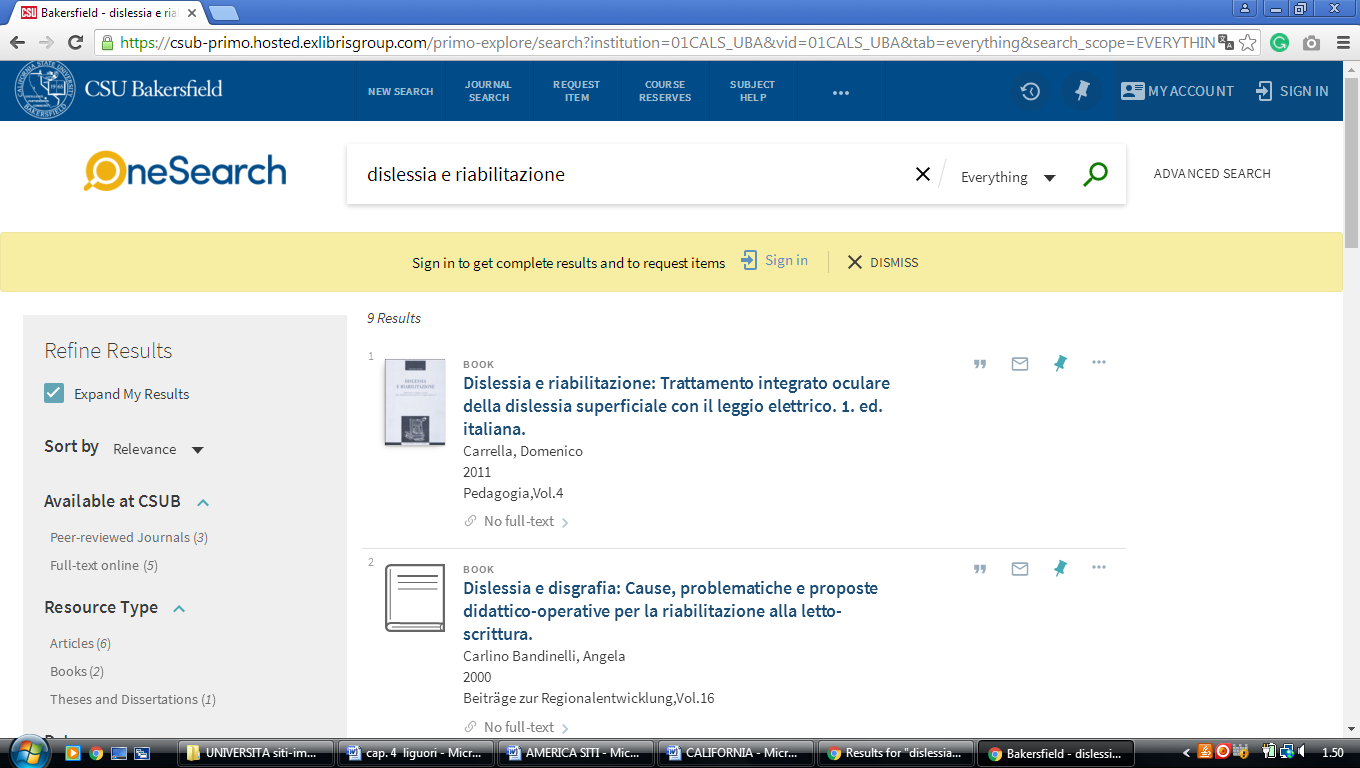 CSU Bakersfield - dislessia e ria
https://csub-primo.hosted.exlibrisgroup.com/primo-explore/search?institution=01CALS_UBA&vid=01CALS_UBA&tab=everything&search_scope=EVERYTHIN
CSU Bakersfield
NEW SEARCH
JOURNAL SEARCH
REQUEST ITEM
COURSE RESERVES
SUBJECT HELP
MY ACCOUNT
SIGN IN
OneSearch
dislessia e riabilitazione
Everything
ADVANCED SEARCH
Sign in to get complete results and to request items
Sign in
DISMISS
Refine Results
Expand My Results
Sort by Relevance
Available at CSUB
Peer-reviewed Journals (3)
Full-text online (5)
Resource Type
Articles (6)
Books (2)
Theses and Dissertations (1)
9 Results
1
DISLESSIA
E RIABILITAZIONE
BOOK
Dislessia e riabilitazione: Trattamento integrato oculare
della dislessia superficiale con il leggio elettrico. 1. ed.
italiana.
Carrella, Domenico
2011
Pedagogia,Vol.4
No full-text
2
BOOK
Dislessia e disgrafia: Cause, problematiche e proposte
didattico-operative per la riabilitazione alla letto-
scrittura.
Carlino Bandinelli, Angela
2000
Beiträge zur Regionalentwicklung,Vol.16
No full-text
UNIVERSITA siti-im...
cap. 4 liguori - Micr...
AMERICA SITI - Mic...
CALIFORNIA - Micr...
Results for "dislessia...
Bakersfield - dislessi...
1.50